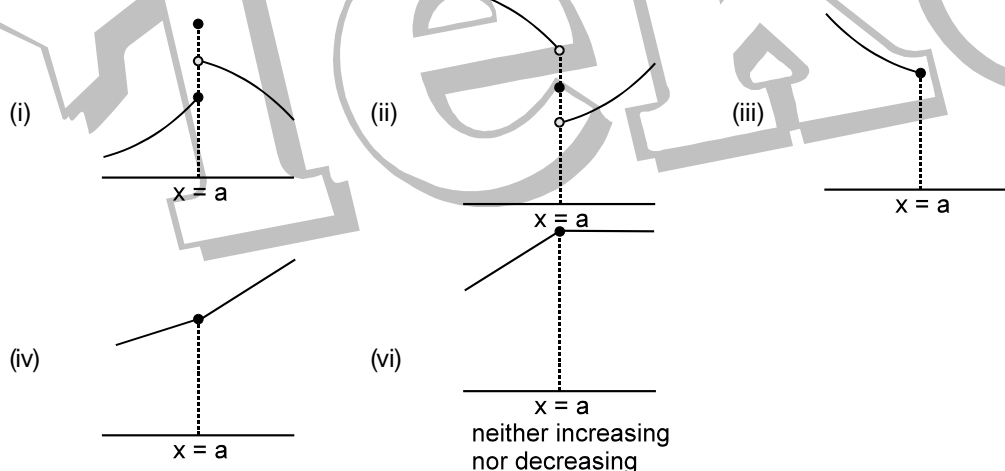 (i)
x = a
(ii)
x = a
(iii)
x = a
(iv)
x = a
(vi)
x = a
neither increasing
nor decreasing